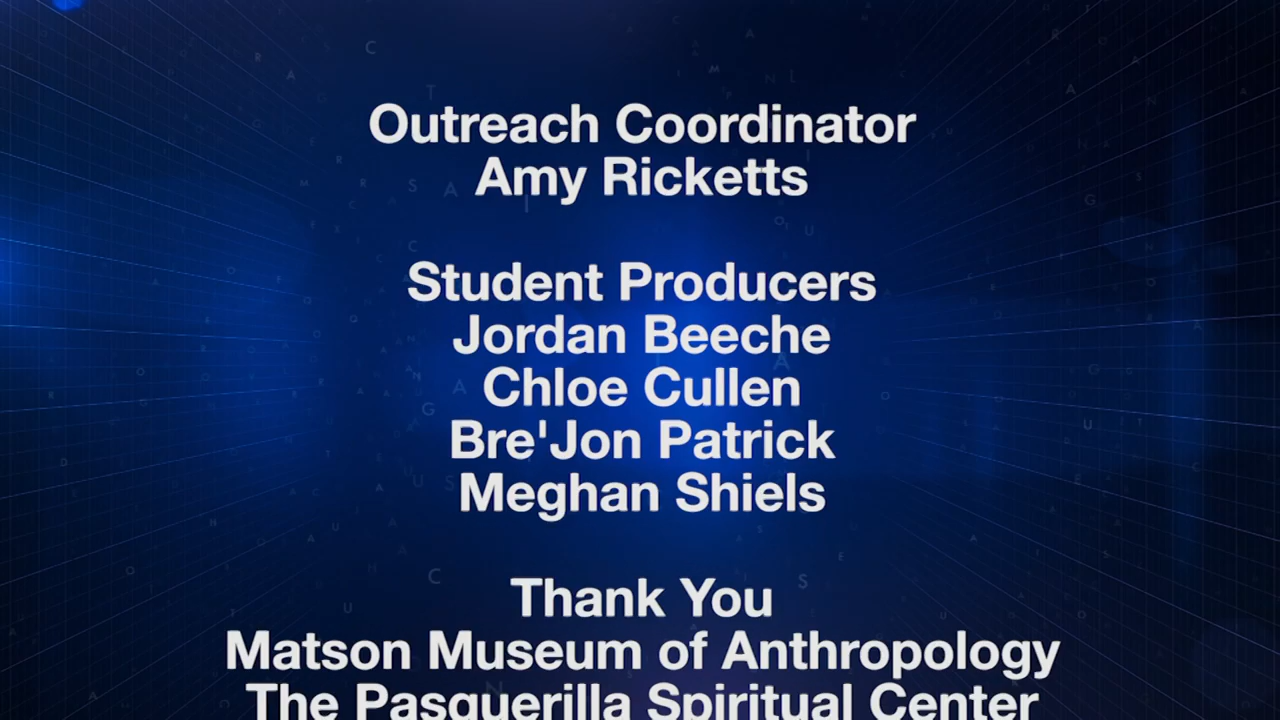 Outreach Coordinator
Amy Ricketts
Student Producers
Jordan Beeche
Chloe Cullen
Bre'Jon Patrick
Meghan Shiels
Thank You
Matson Museum of Anthropology
The Pasquerilla Spiritual Center